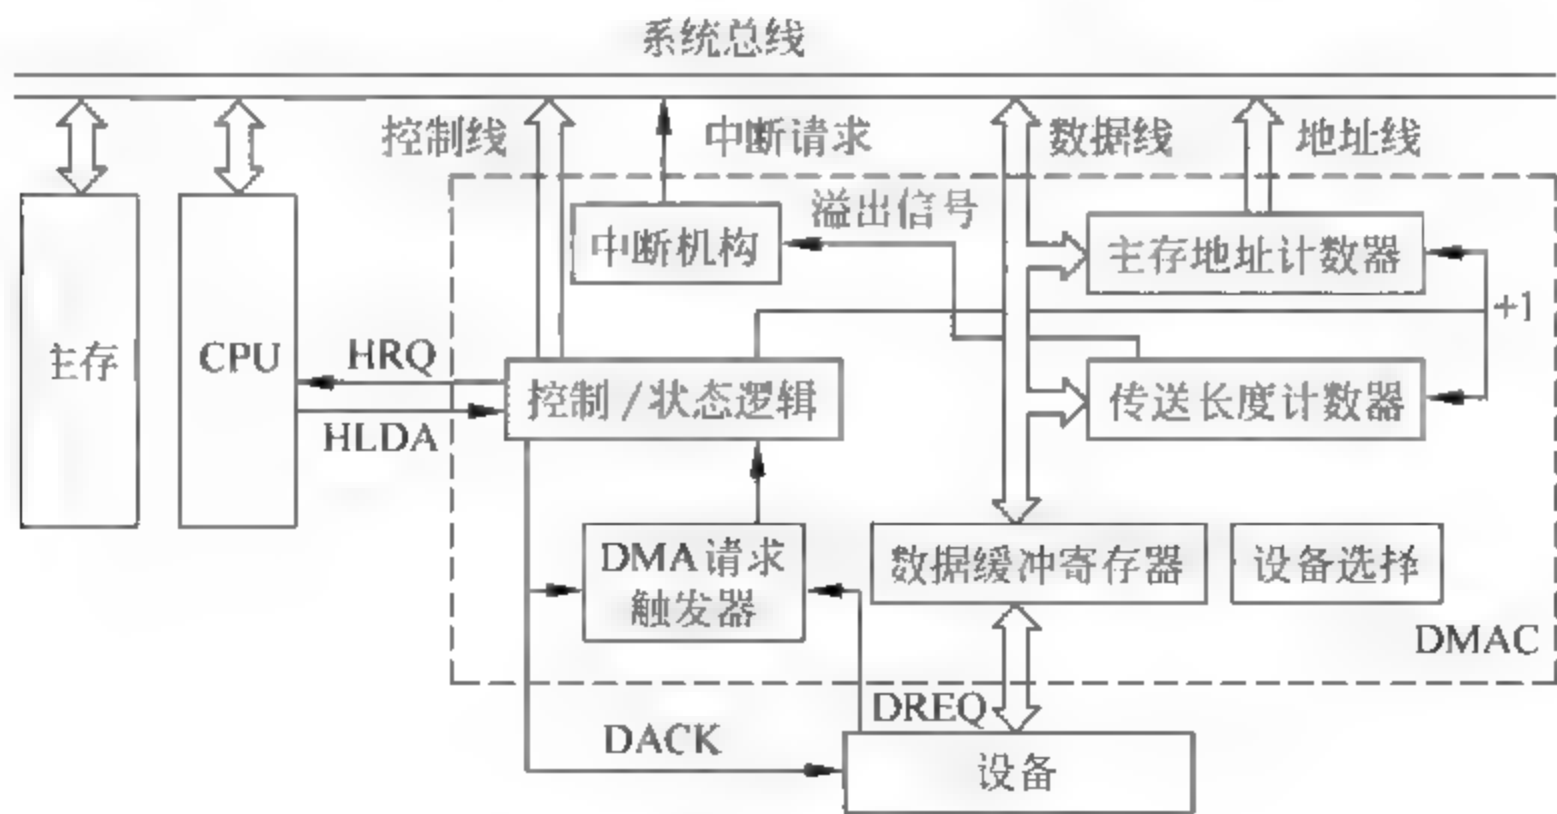 系统总线
控制线
中断请求
数据线
地址线
溢出信号
中断机构
主存地址计数器
+1
主存
CPU
HRQ
HLDA
控制/状态逻辑
传送长度计数器
DMA请求
触发器
数据缓冲寄存器
设备选择
DMAC
DREQ
DACK
设备